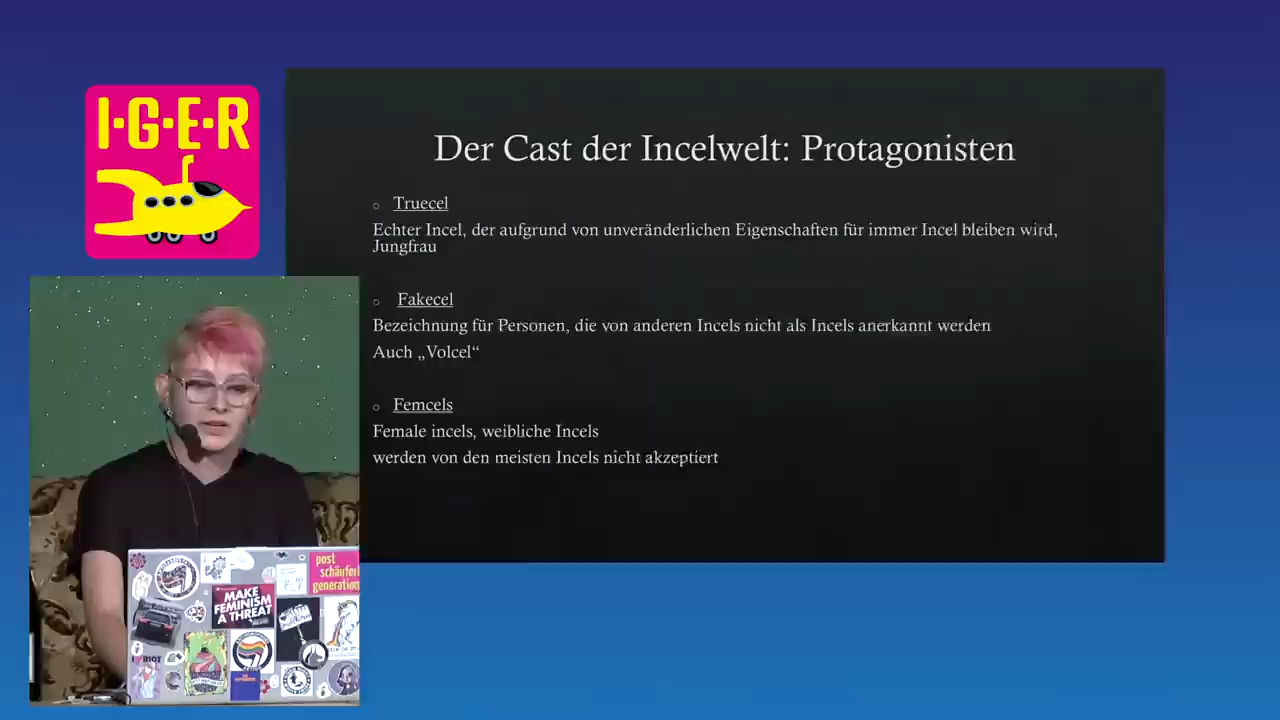 I·G·E·R
Der Cast der Incelwelt: Protagonisten
Truecel
Echter Incel, der aufgrund von unveränderlichen Eigenschaften für immer Incel bleiben wird,
Jungfrau
Fakecel
Bezeichnung für Personen, die von anderen Incels nicht als Incels anerkannt werden
Auch „Volcel“
Femcels
Female incels, weibliche Incels
werden von den meisten Incels nicht akzeptiert
post
generation
MAKE
FEMINISM
A THREAT
RIOT